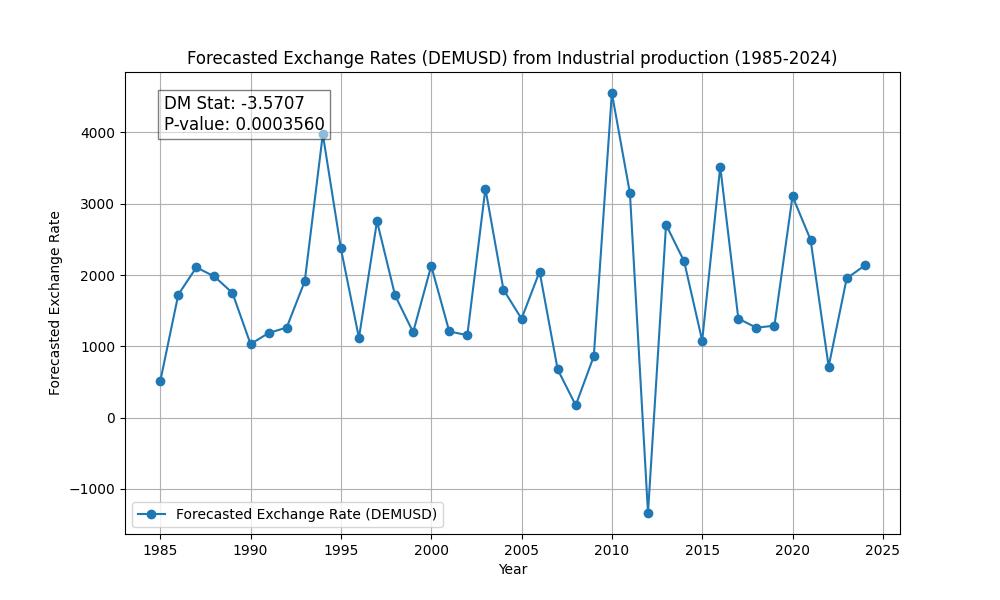 Forecasted Exchange Rates (DEMUSD) from Industrial production (1985-2024)
DM Stat: -3.5707
P-value: 0.0003560
Forecasted Exchange Rate
4000
3000
2000
1000
0
−1000
Forecasted Exchange Rate (DEMUSD)
1985 1990 1995 2000 2005 2010 2015 2020 2025
Year